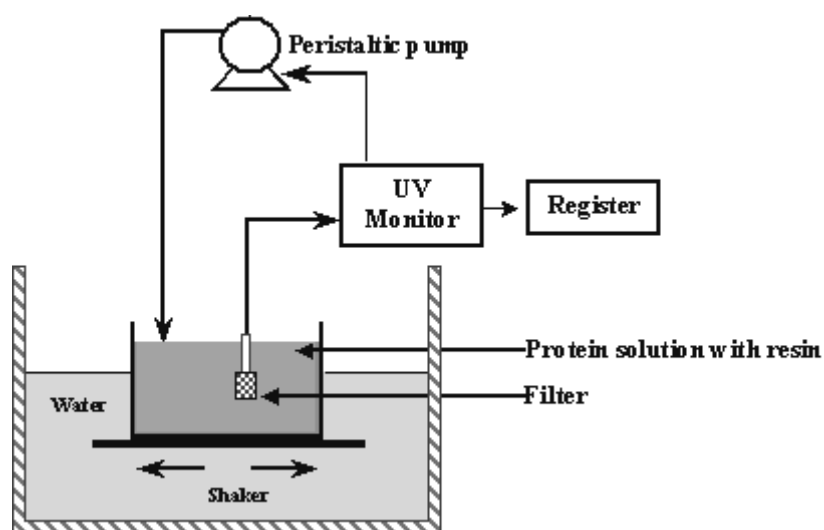 Peristaltic pump
UV
Monitor
Register
Protein solution with resin
Filter
Water
Shaker